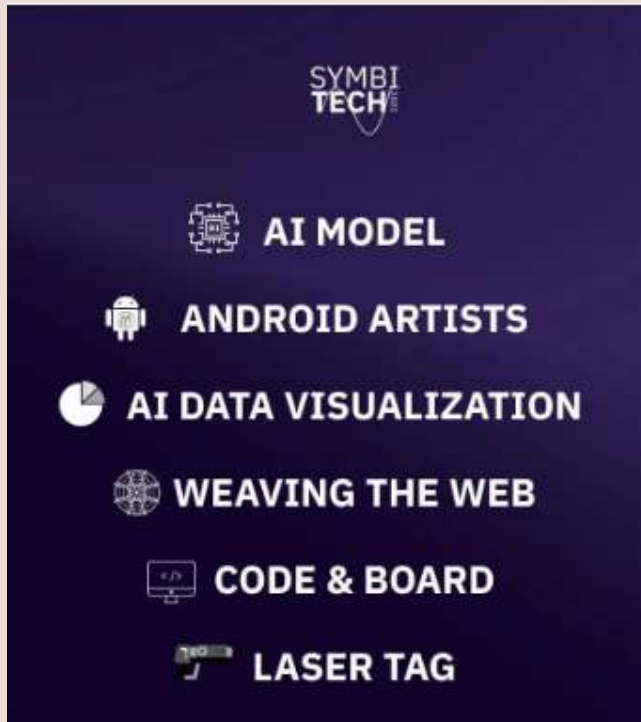 SYMBI
TECH
AI MODEL
ANDROID ARTISTS
AI DATA VISUALIZATION
WEAVING THE WEB
</>
CODE & BOARD
LASER TAG